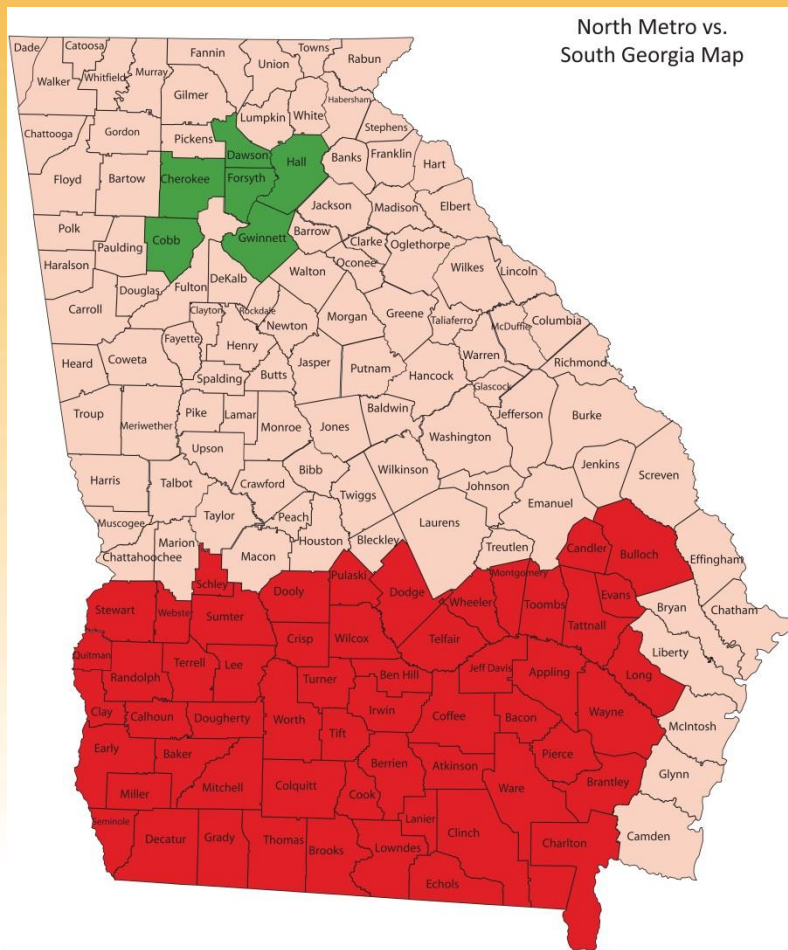 North Metro vs.
South Georgia Map
Dade
Catoosa
Fannin
Towns
Rabun
Union
Walker
Whitfield
Murray
Gilmer
Habersham
Lumpkin
White
Stephens
Chattooga
Gordon
Pickens
Dawson
Hall
Banks
Franklin
Hart
Floyd
Bartow
Cherokee
Forsyth
Jackson
Madison
Elbert
Polk
Paulding
Cobb
Gwinnett
Barrow
Clarke
Oglethorpe
Haralson
Oconee
Wilkes
Lincoln
Douglas
Fulton
DeKalb
Walton
Carroll
Clayton
Rockdale
Newton
Morgan
Greene
Taliaferro
McDuffie
Columbia
Fayette
Henry
Warren
Richmond
Heard
Coweta
Spalding
Butts
Jasper
Putnam
Hancock
Glascock
Troup
Meriwether
Pike
Lamar
Monroe
Jones
Baldwin
Jefferson
Burke
Washington
Upson
Harris
Talbot
Crawford
Bibb
Wilkinson
Jenkins
Screven
Johnson
Emanuel
Twiggs
Muscogee
Taylor
Peach
Houston
Laurens
Chattahoochee
Marion
Macon
Bleckley
Treutlen
Candler
Bulloch
Effingham
Schley
Dooly
Pulaski
Dodge
Montgomery
Wheeler
Toombs
Evans
Bryan
Chatham
Stewart
Webster
Sumter
Crisp
Wilcox
Telfair
Tattnall
Liberty
Quitman
Randolph
Terrell
Lee
Turner
Ben Hill
Jeff Davis
Appling
Long
Clay
Calhoun
Dougherty
Worth
Irwin
Coffee
Bacon
Wayne
McIntosh
Tift
Early
Baker
Berrien
Atkinson
Pierce
Brantley
Glynn
Miller
Mitchell
Colquitt
Cook
Ware
Seminole
Decatur
Grady
Thomas
Brooks
Lanier
Lowndes
Clinch
Charlton
Camden
Echols